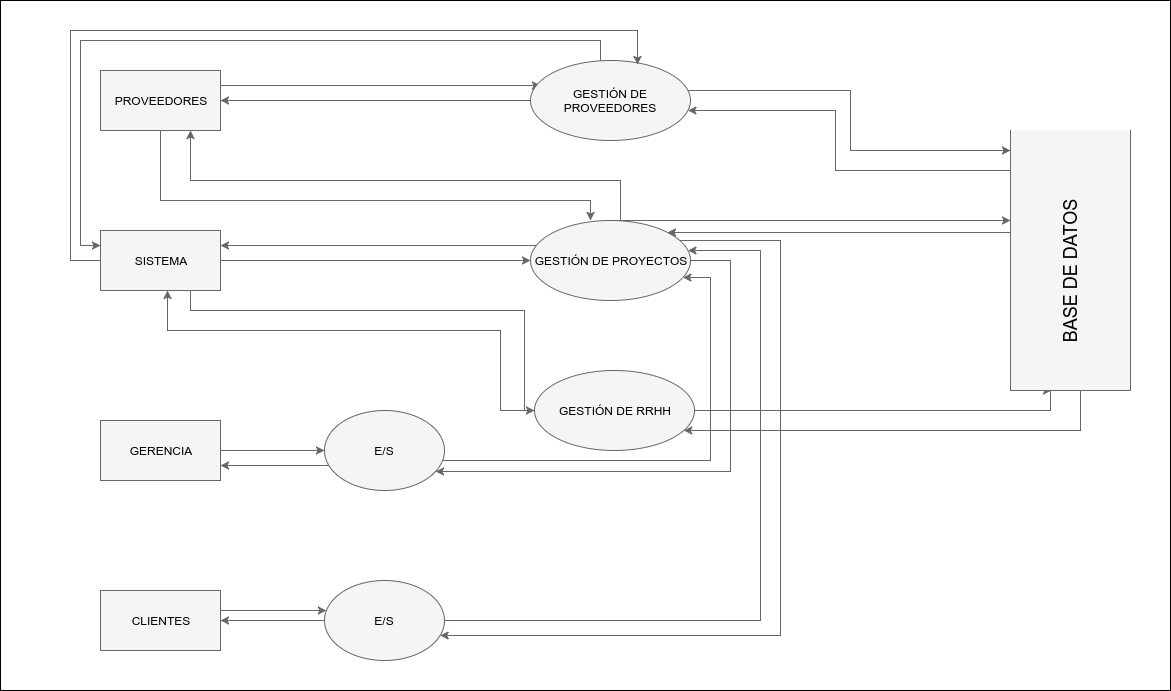 GESTIÓN DE
PROVEEDORES
PROVEEDORES
BASE DE DATOS
SISTEMA
GESTIÓN DE PROYECTOS
GESTIÓN DE RRHH
GERENCIA
E/S
CLIENTES
E/S